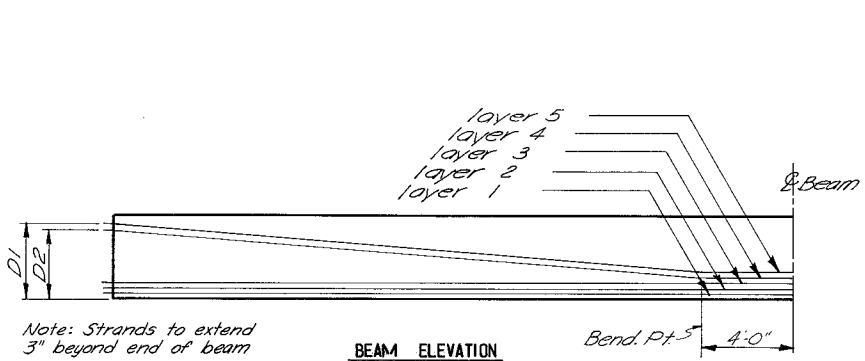 layer 5
layer 4
layer 3
layer 2
layer 1
℄ Beam
D1
D2
Note: Strands to extend
3" beyond end of beam
BEAM ELEVATION
Bend. Pt.
4'-0"